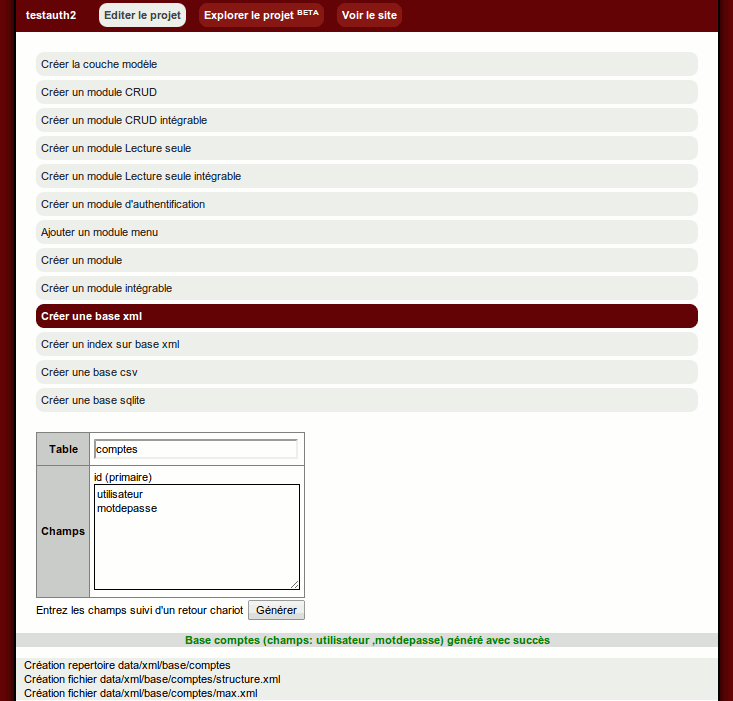 testauth2 Editer le projet Explorer le projet BETA Voir le site
Créer la couche modèle
Créer un module CRUD
Créer un module CRUD intégrable
Créer un module Lecture seule
Créer un module Lecture seule intégrable
Créer un module d'authentification
Ajouter un module menu
Créer un module
Créer un module intégrable
Créer une base xml
Créer un index sur base xml
Créer une base csv
Créer une base sqlite
Table comptes
id (primaire)
utilisateur
motdepasse
Champs
Entrez les champs suivi d'un retour chariot Générer
Base comptes (champs: utilisateur ,motdepasse) généré avec succès
Création repertoire data/xml/base/comptes
Création fichier data/xml/base/comptes/structure.xml
Création fichier data/xml/base/comptes/max.xml